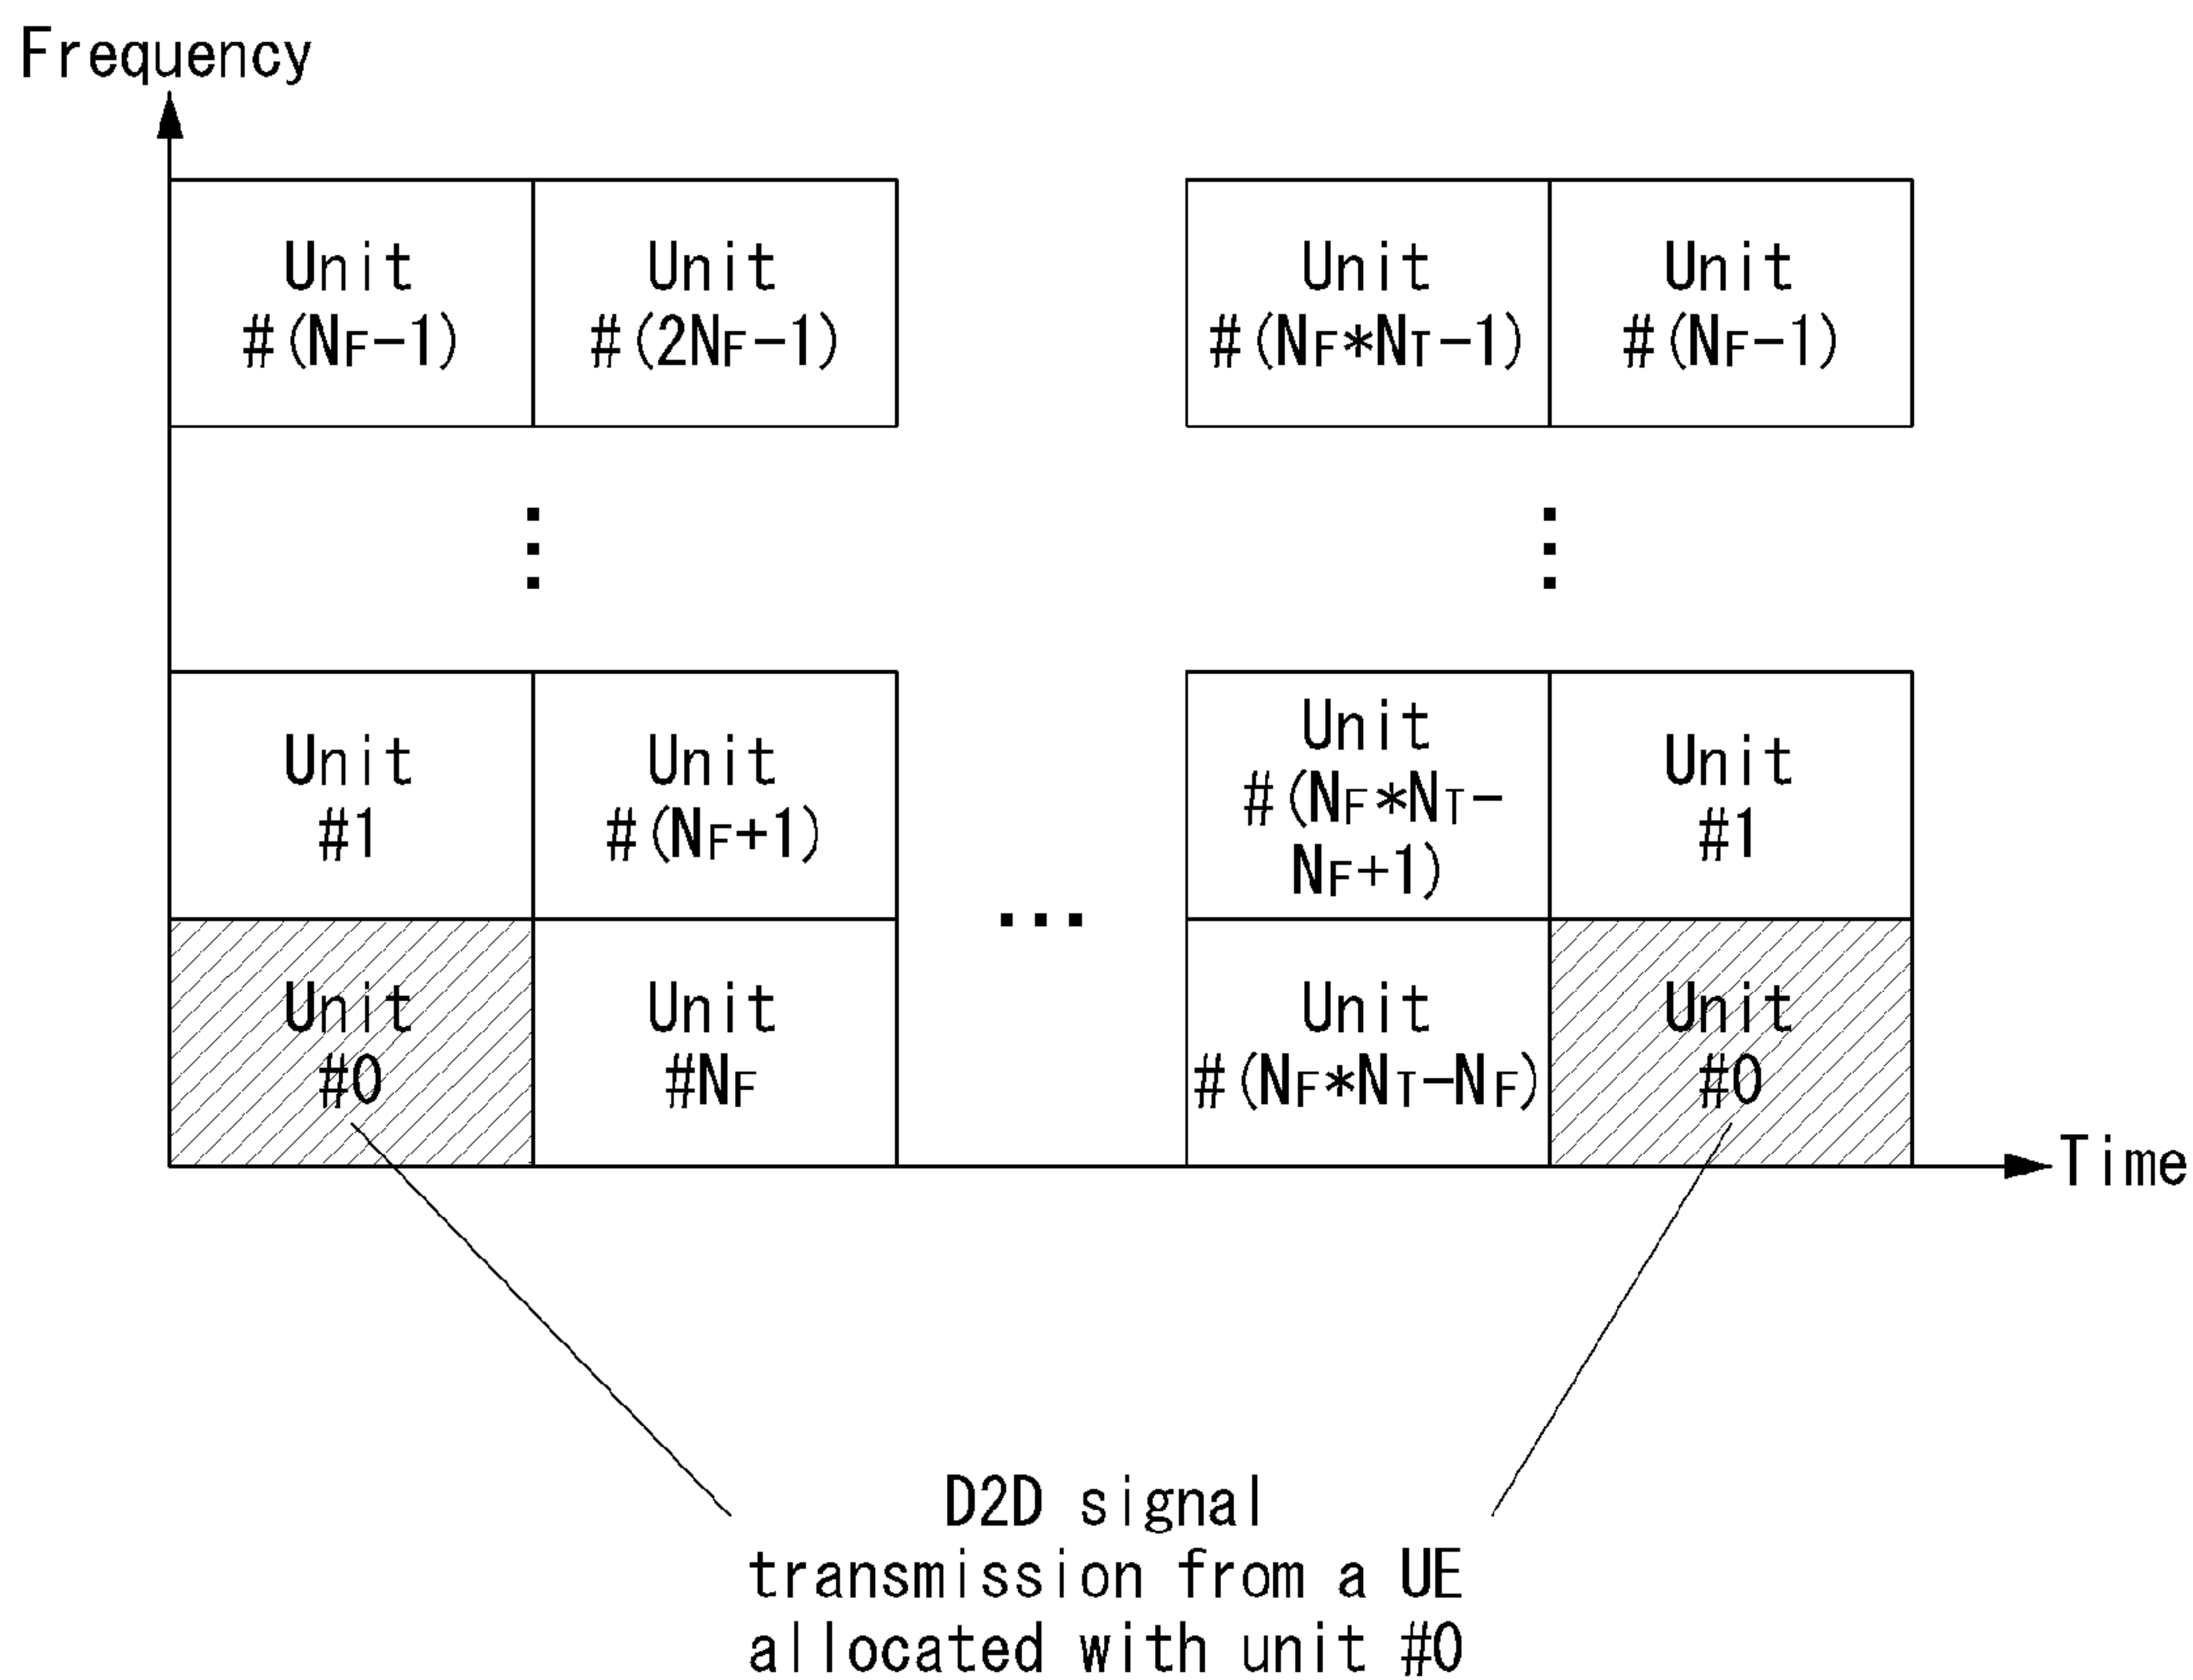 Frequency
Unit
#(NF-1)
Unit
#(2NF-1)
Unit
#(NF*NT-1)
Unit
#(NF-1)
Unit
#1
Unit
#(NF+1)
Unit
#(NF*NT-
NF+1)
Unit
#1
Unit
#0
Unit
#NF
Unit
#(NF*NT-NF)
Unit
#0
Time
D2D signal
transmission from a UE
allocated with unit #0